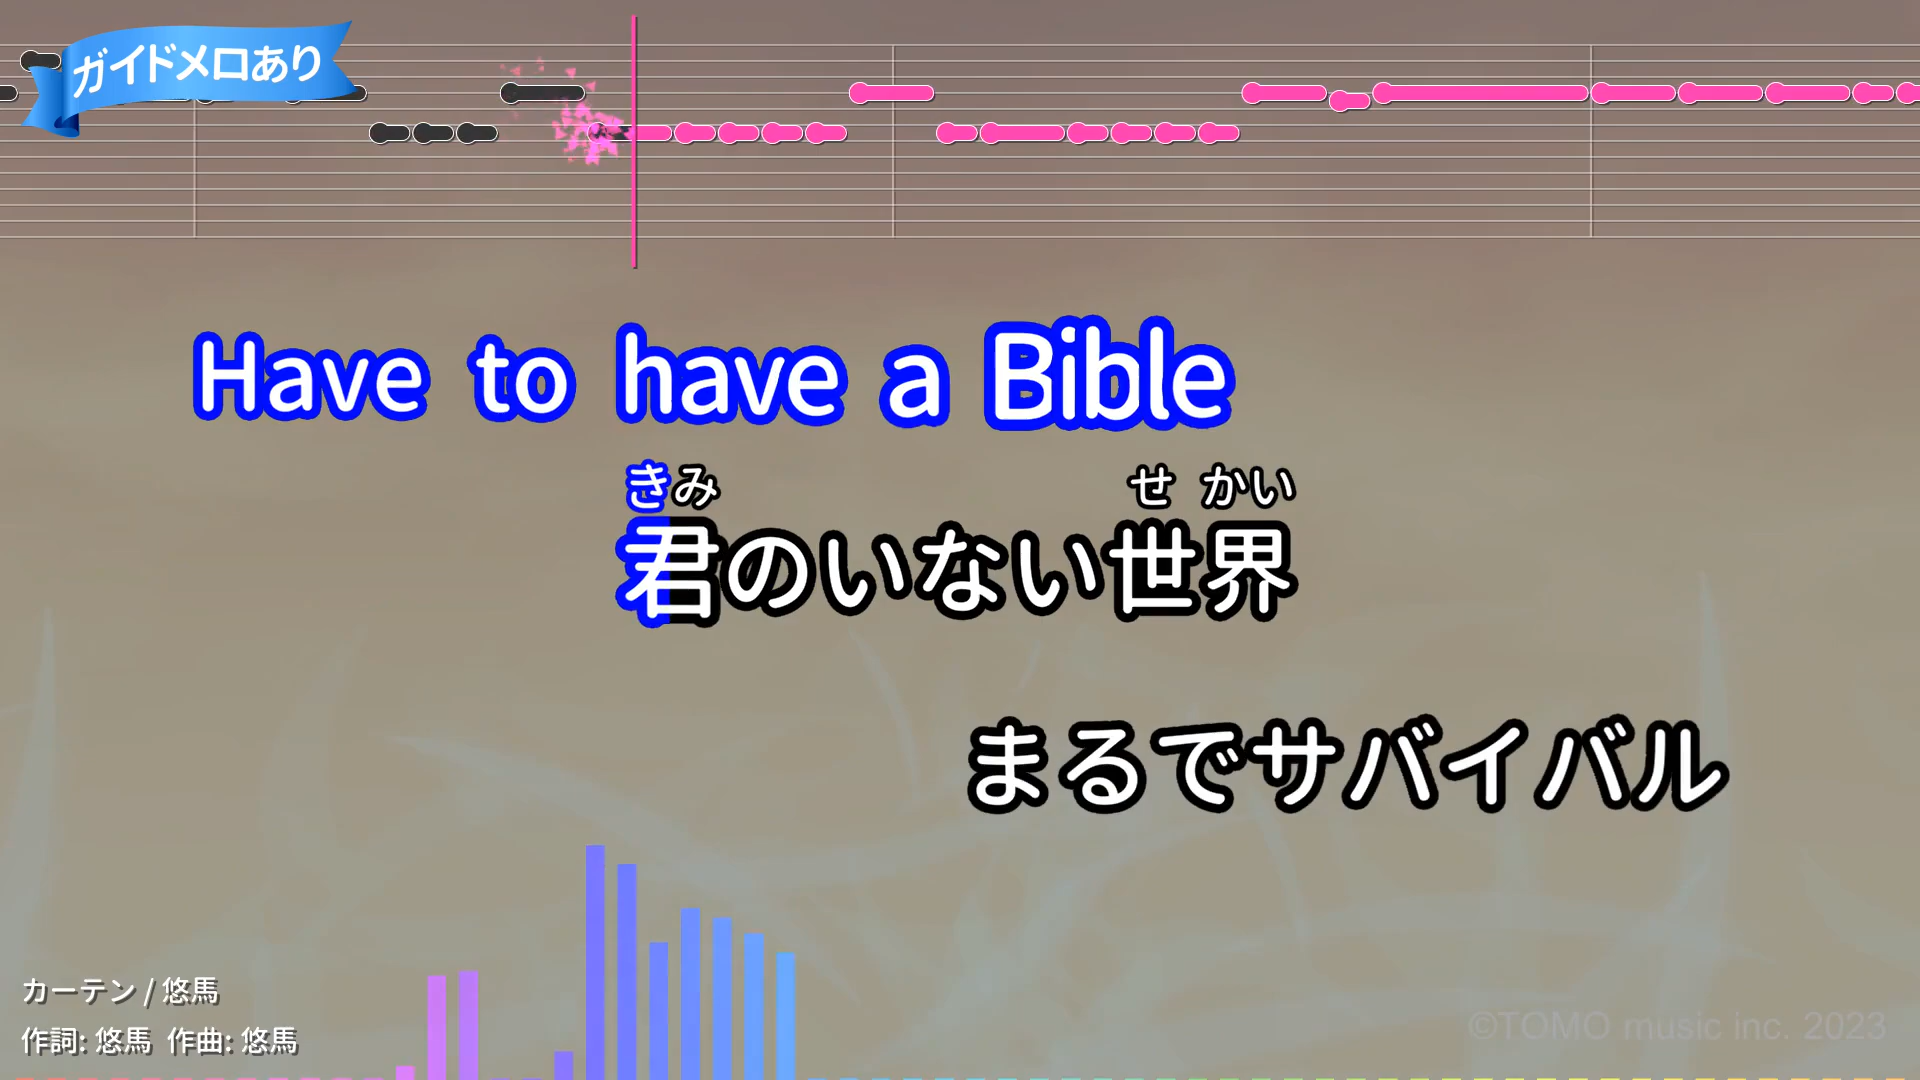 ガイドメロあり
Have to have a Bible
きみ せかい
君のいない世界
まるでサバイバル
カーテン / 悠馬
作詞: 悠馬 作曲: 悠馬
©TOMO music inc. 2023